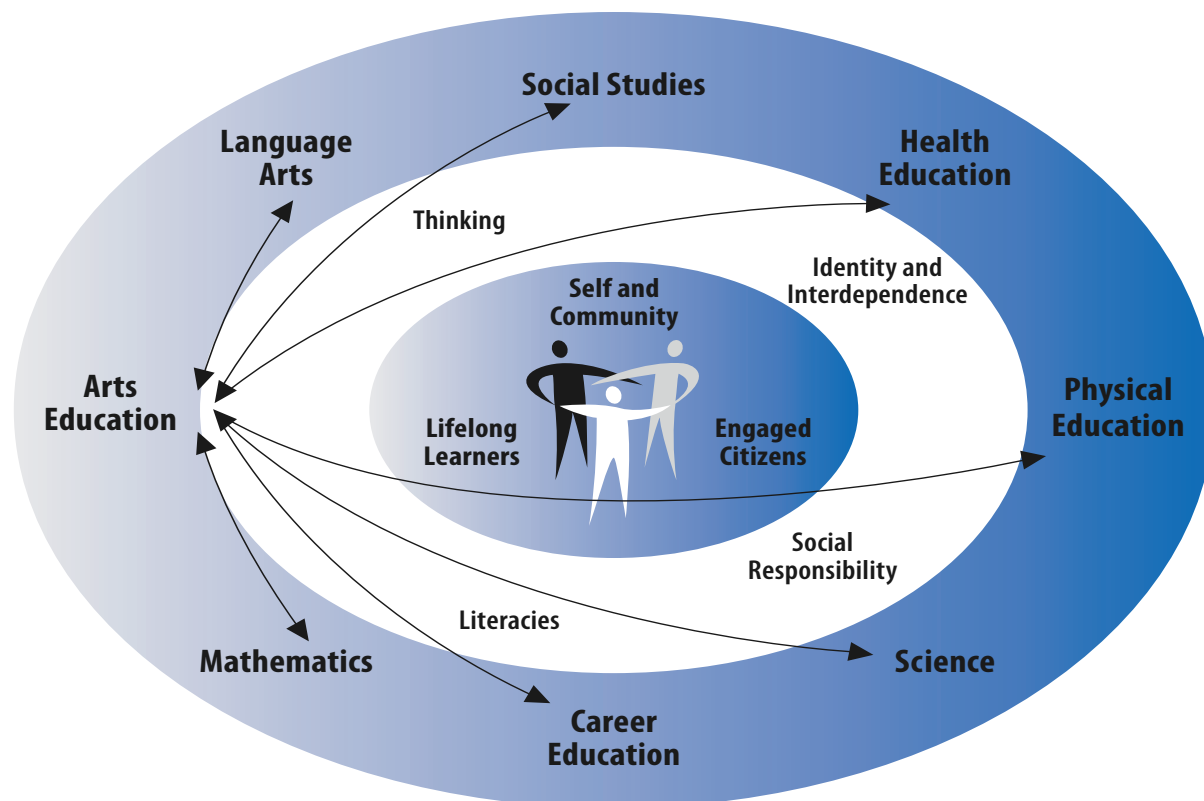 Social Studies
Language
Arts
Health
Education
Thinking
Identity and
Interdependence
Self and
Community
Arts
Education
Lifelong
Learners
Engaged
Citizens
Physical
Education
Social
Responsibility
Literacies
Mathematics
Science
Career
Education